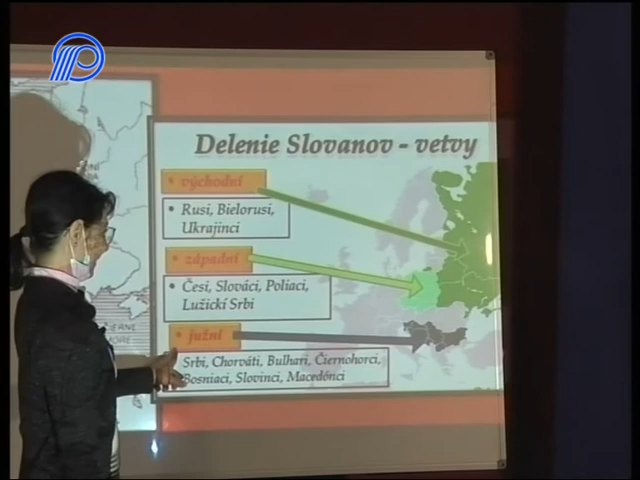 Delenie Slovanov - vetvy
• východní
• Rusi, Bielorusi,
Ukrajinci
• západní
• Česi, Slováci, Poliaci,
Lužickí Srbi
• južní
Srbi, Chorváti, Bulhari, Čiernohorci,
Bosniaci, Slovinci, Macedónci